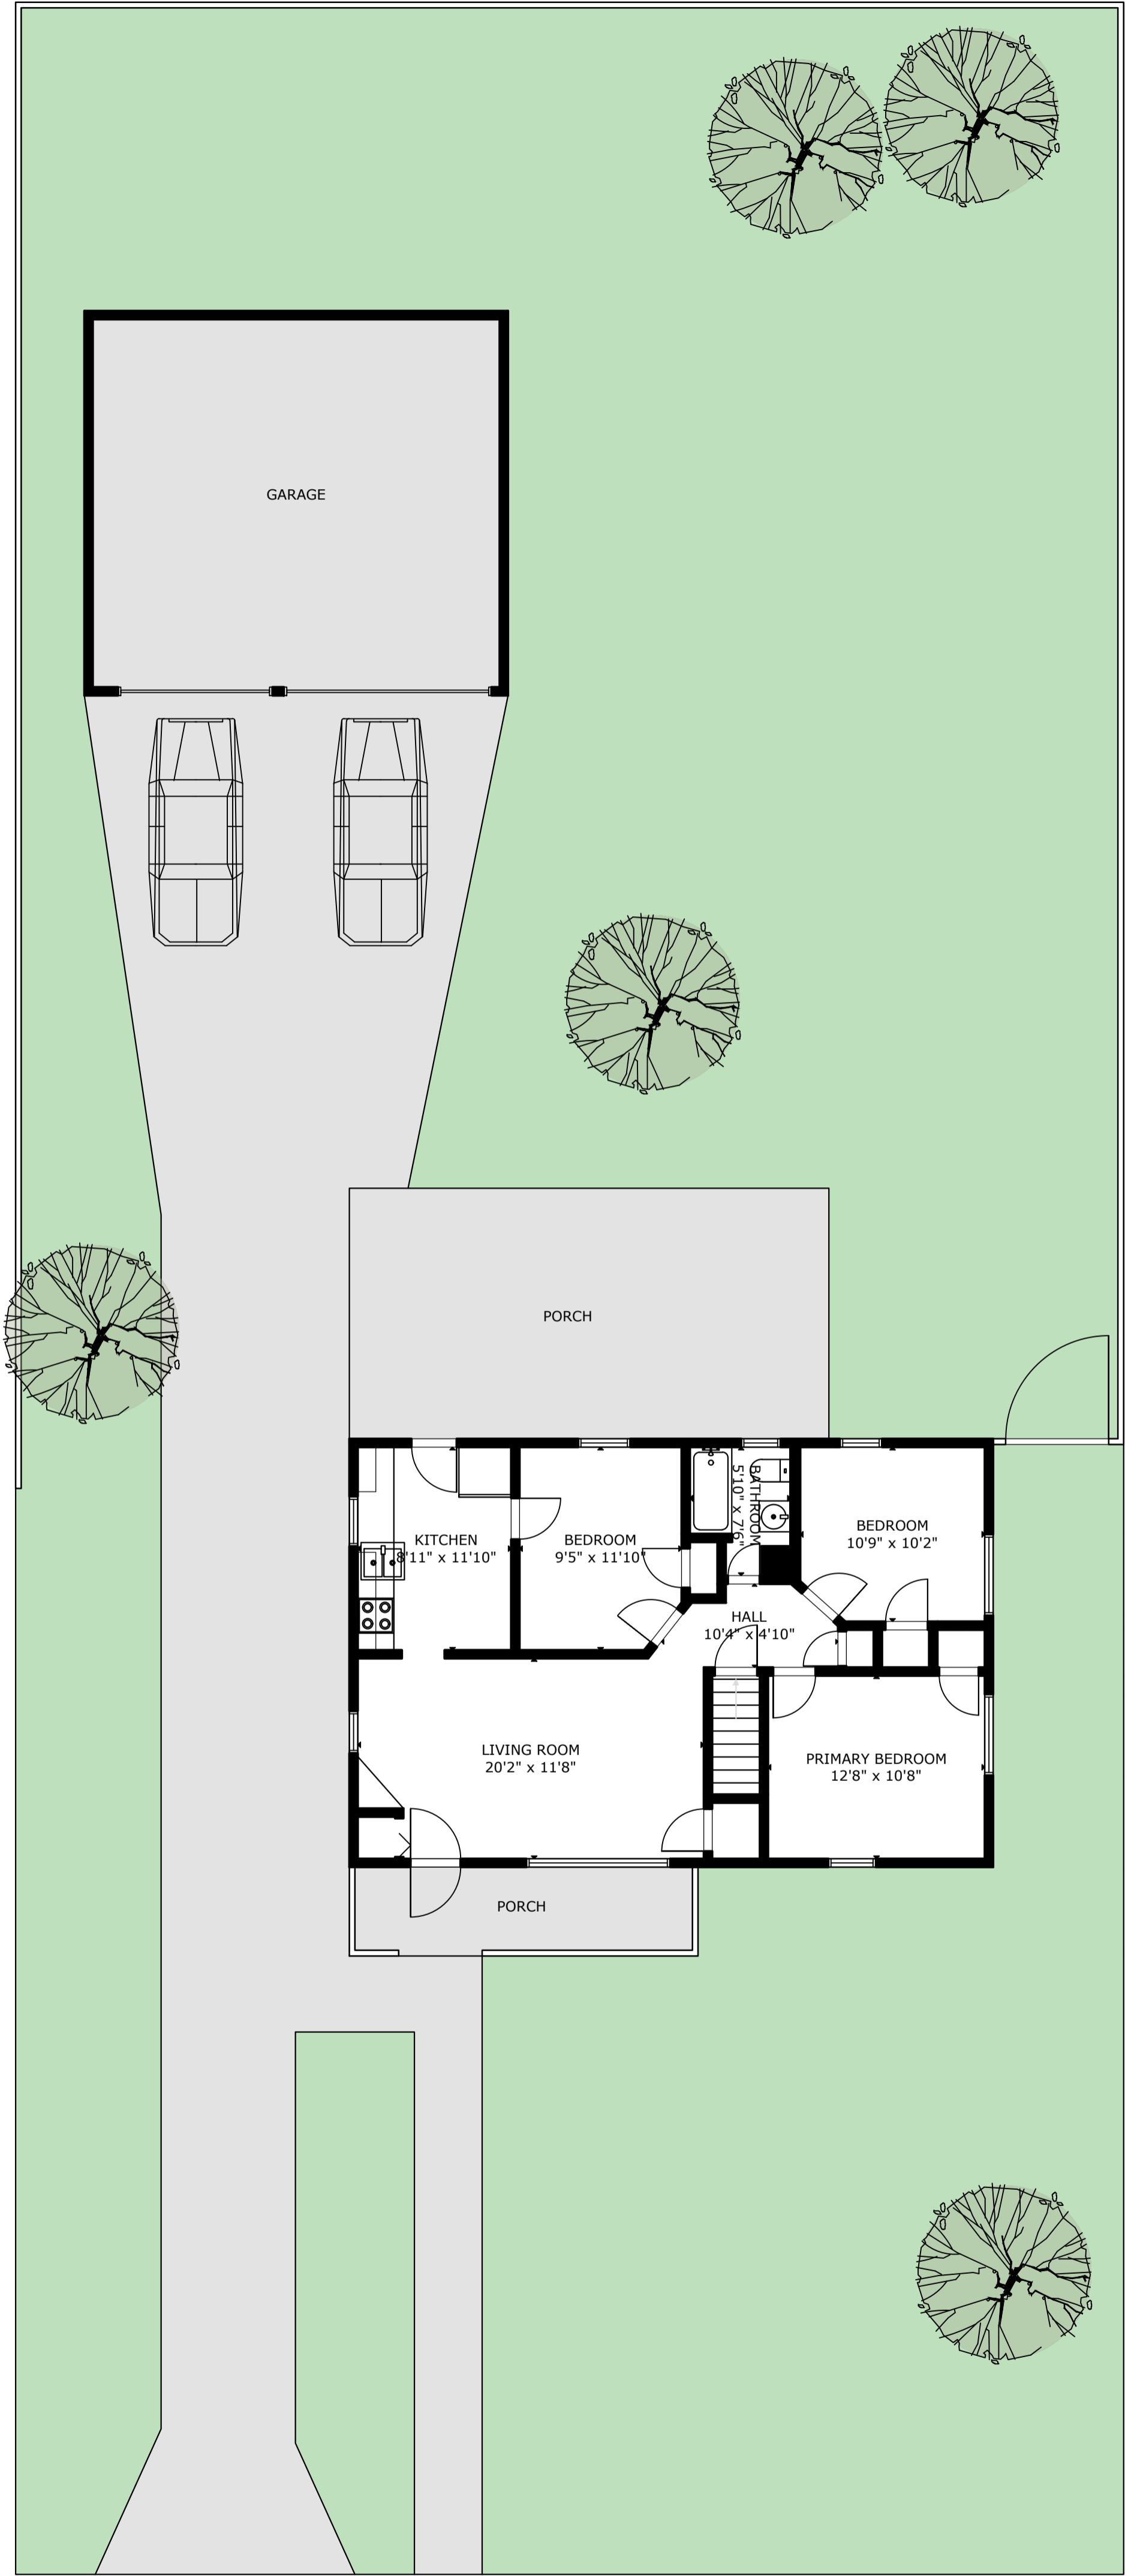 GARAGE
PORCH
KITCHEN
8'11" x 11'10"
BEDROOM
9'5" x 11'10"
BATHROOM
5'10" x 7'6"
BEDROOM
10'9" x 10'2"
HALL
10'4" x 4'10"
LIVING ROOM
20'2" x 11'8"
PRIMARY BEDROOM
12'8" x 10'8"
PORCH